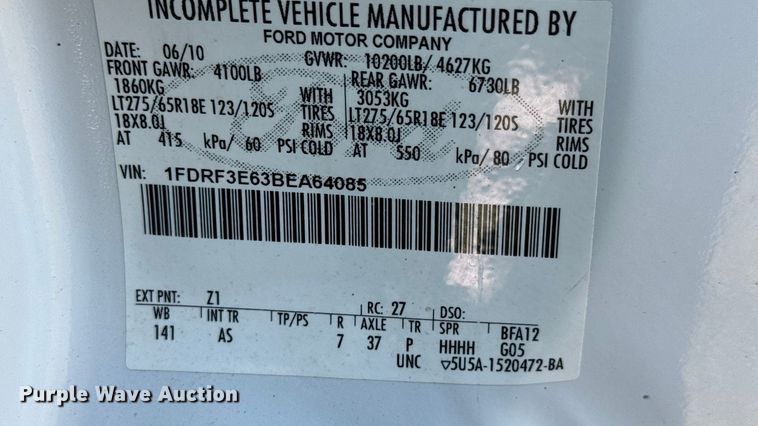 INCOMPLETE VEHICLE MANUFACTURED BY
FORD MOTOR COMPANY
DATE: 06/10 GVWR: 10200LB/ 4627KG
FRONT GAWR: 4100LB REAR GAWR: 6730LB
1860KG WITH 3053KG WITH
LT275/65R18E 123/120S TIRES LT275/65R18E 123/120S TIRES
18X8.0J RIMS 18X8.0J RIMS
AT 415 kPa/ 60 PSI COLD AT 550 kPa/ 80 PSI COLD
VIN: 1FDRF3E63BEA64085
EXT PNT: Z1 RC: 27 DSO:
WB INT TR TP/PS R AXLE TR SPR BFA12
141 AS 7 37 P HHHH G05
UNC ▽5U5A-1520472-BA
Purple Wave Auction